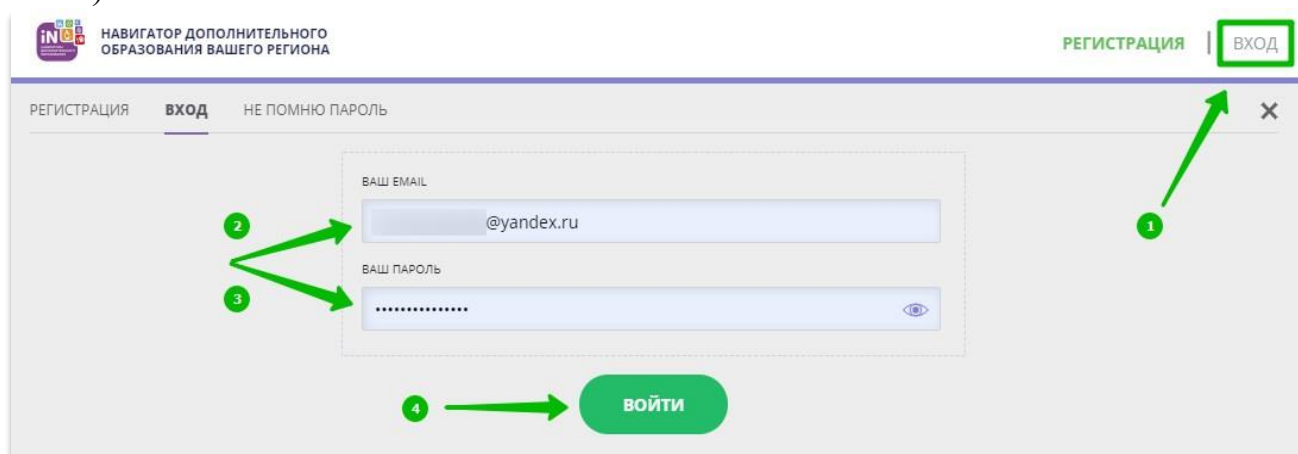 )
iN
НАВИГАТОР ДОПОЛНИТЕЛЬНОГО
ОБРАЗОВАНИЯ ВАШЕГО РЕГИОНА
РЕГИСТРАЦИЯ | ВХОД
РЕГИСТРАЦИЯ ВХОД НЕ ПОМНЮ ПАРОЛЬ
ВАШ EMAIL
@yandex.ru
2
1
ВАШ ПАРОЛЬ
3
•••••••••••••••
4
ВОЙТИ